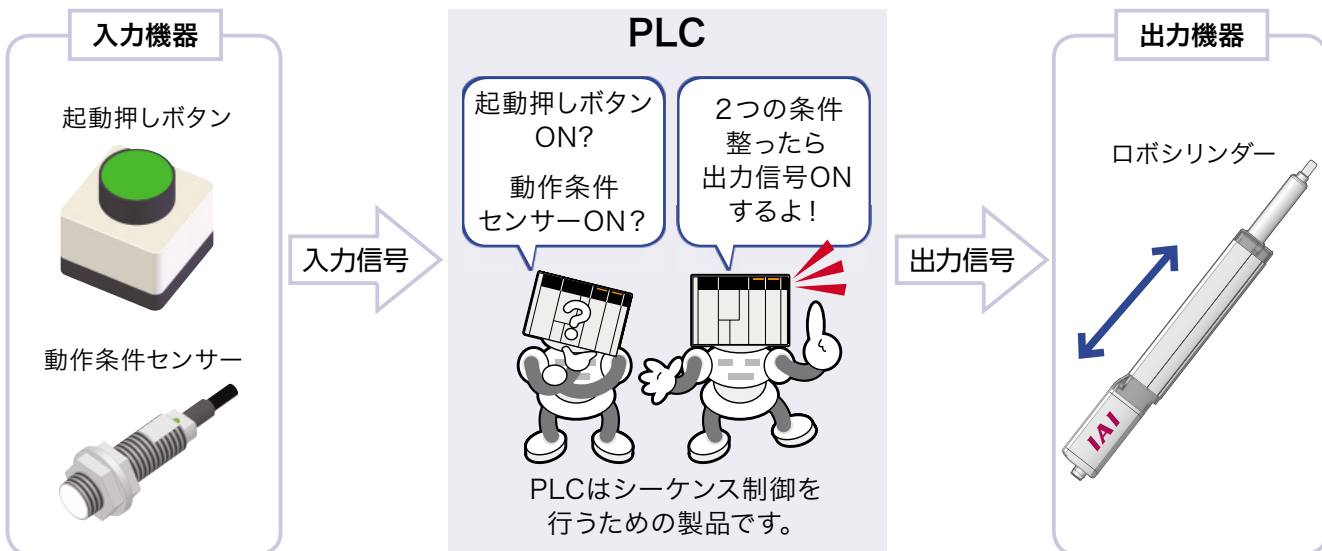 入力機器
起動押しボタン
動作条件センサー
入力信号
PLC
起動押しボタン
ON?
動作条件
センサーON?
2つの条件
整ったら
出力信号ON
するよ!
?
PLCはシーケンス制御を
行うための製品です。
出力信号
出力機器
ロボシリンダー
IAI